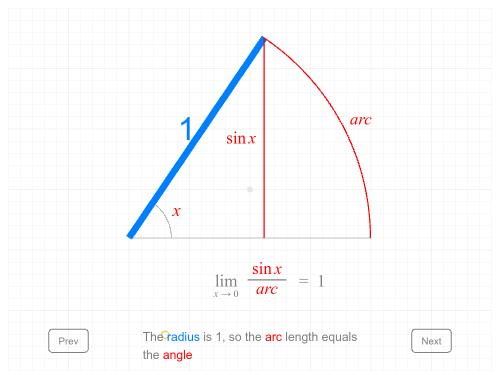 1
sin x
arc
x
lim x → 0 sin x / arc = 1
Prev
The radius is 1, so the arc length equals
the angle
Next